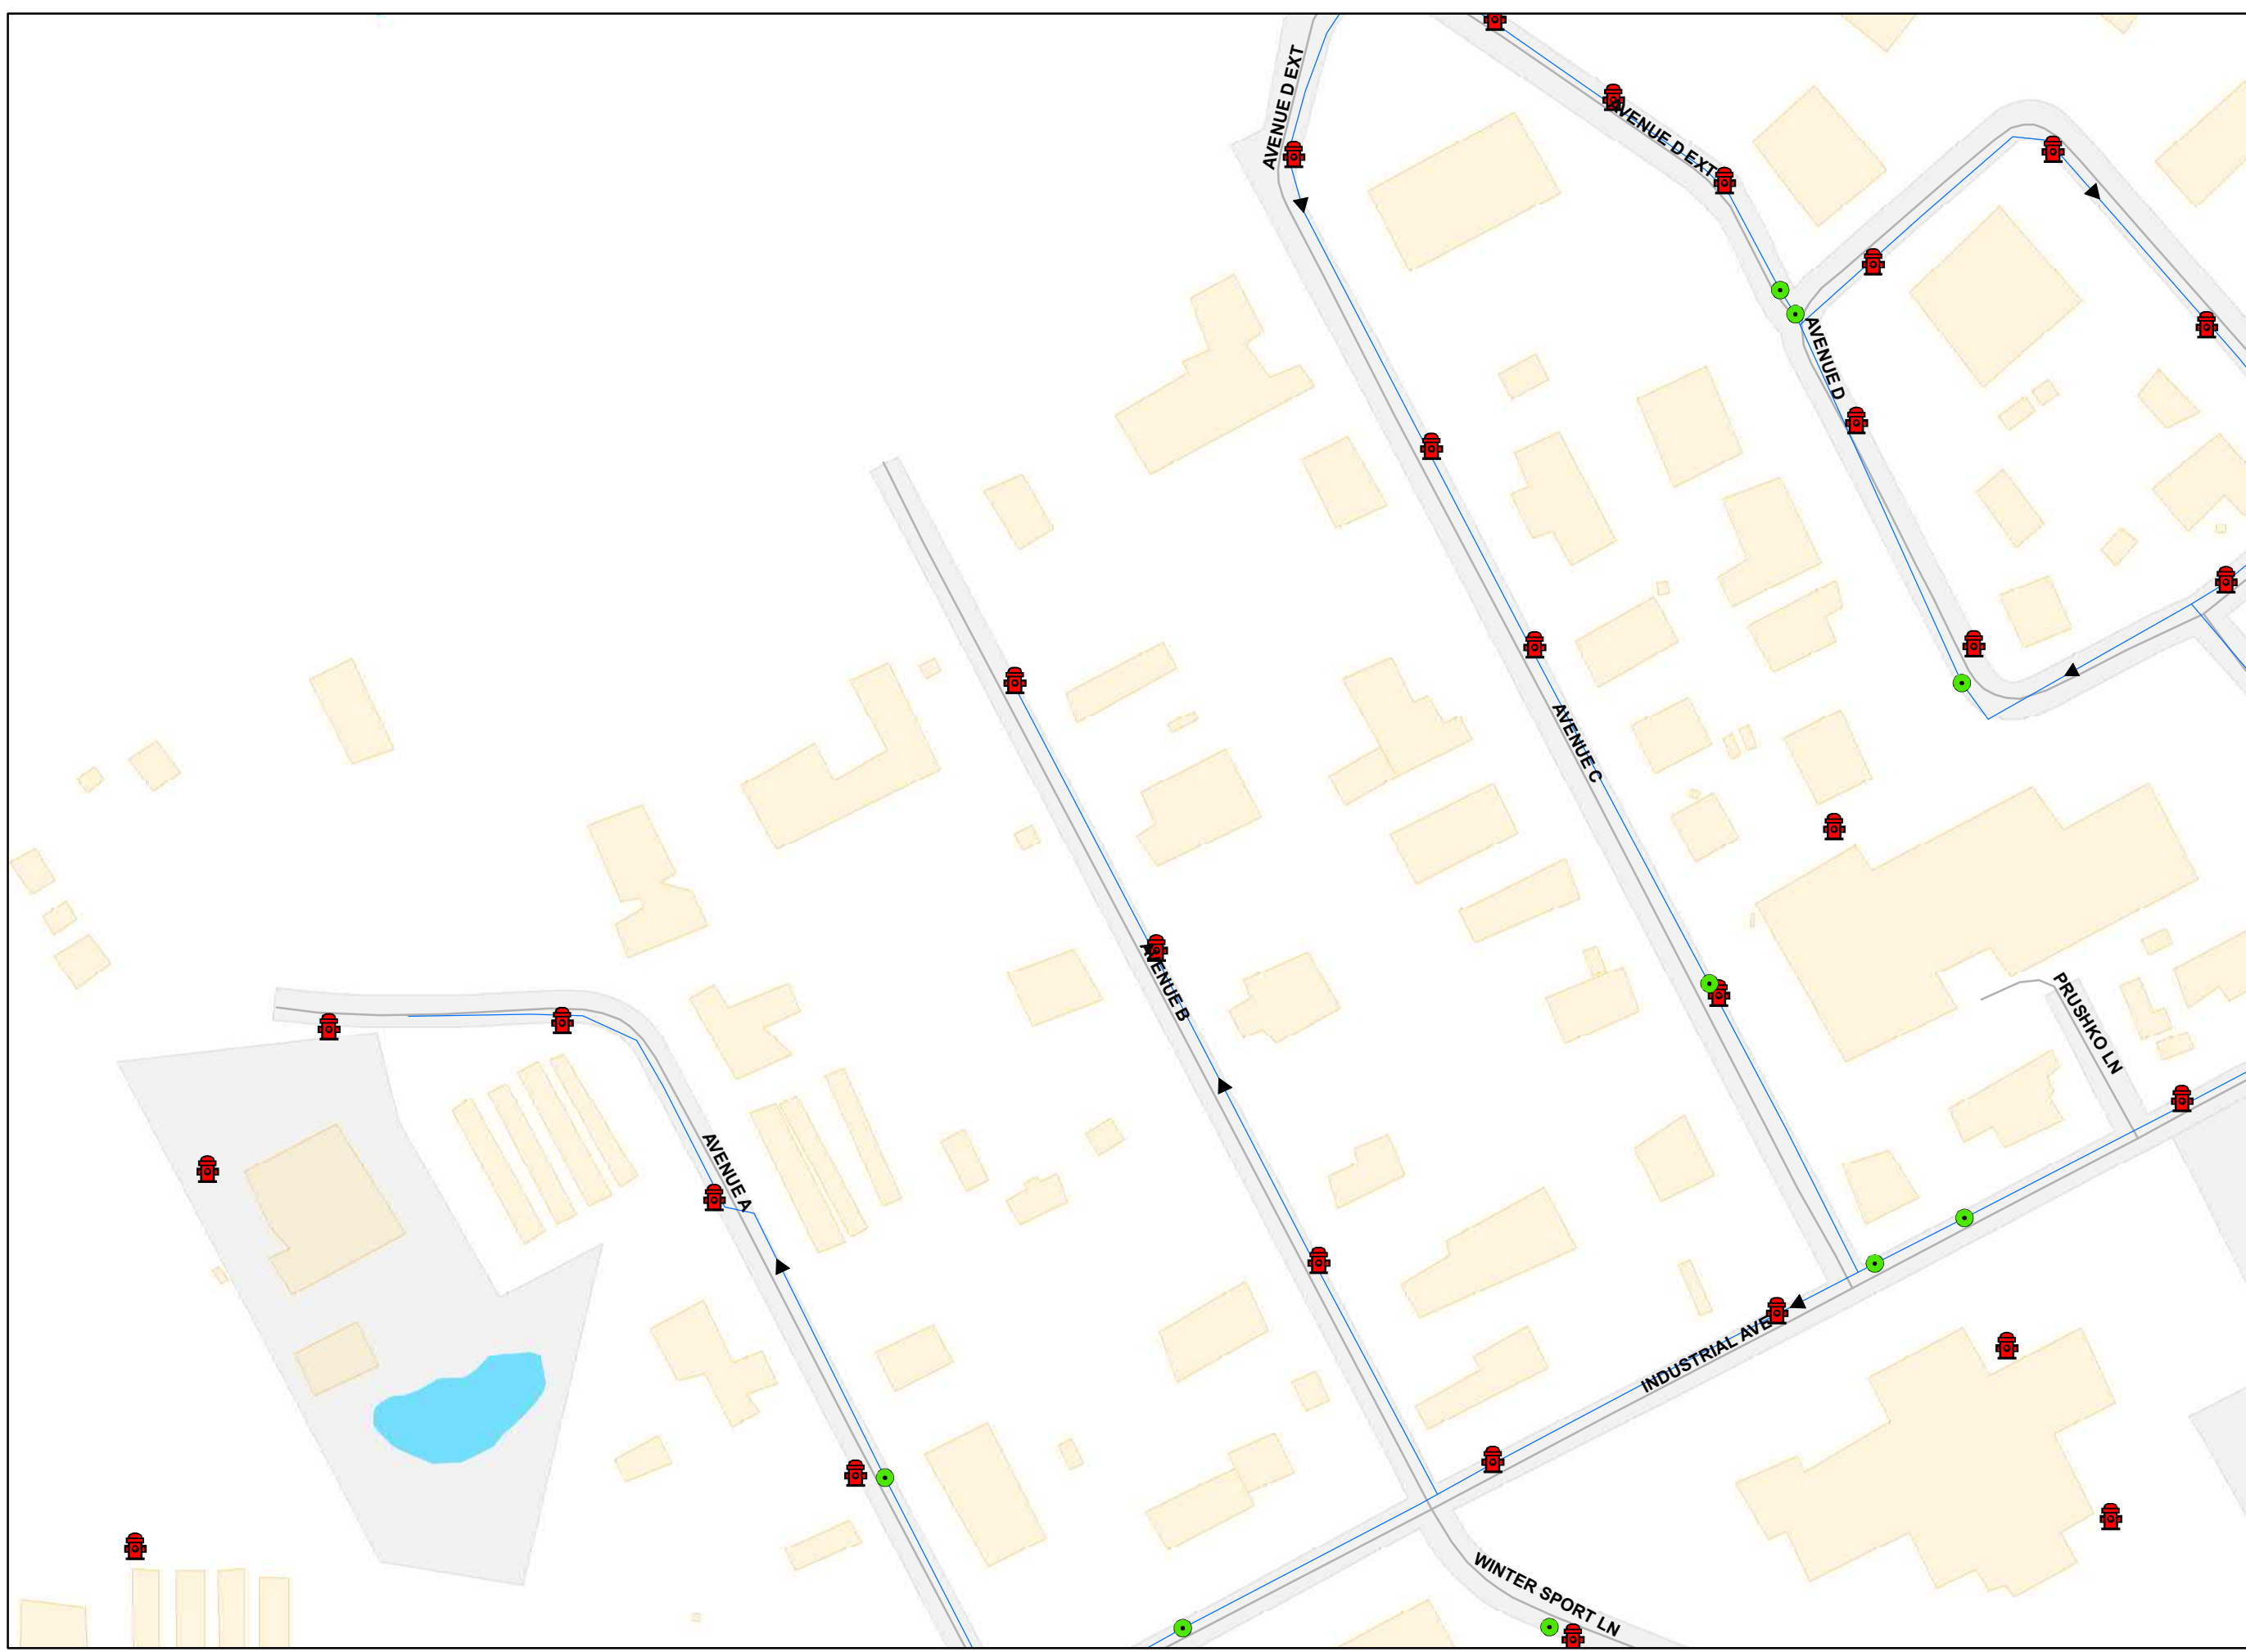 AVENUE D EXT
AVENUE D EXT
AVENUE D
AVENUE C
AVENUE B
PRUSHKO LN
AVENUE A
INDUSTRIAL AVE
WINTER SPORT LN